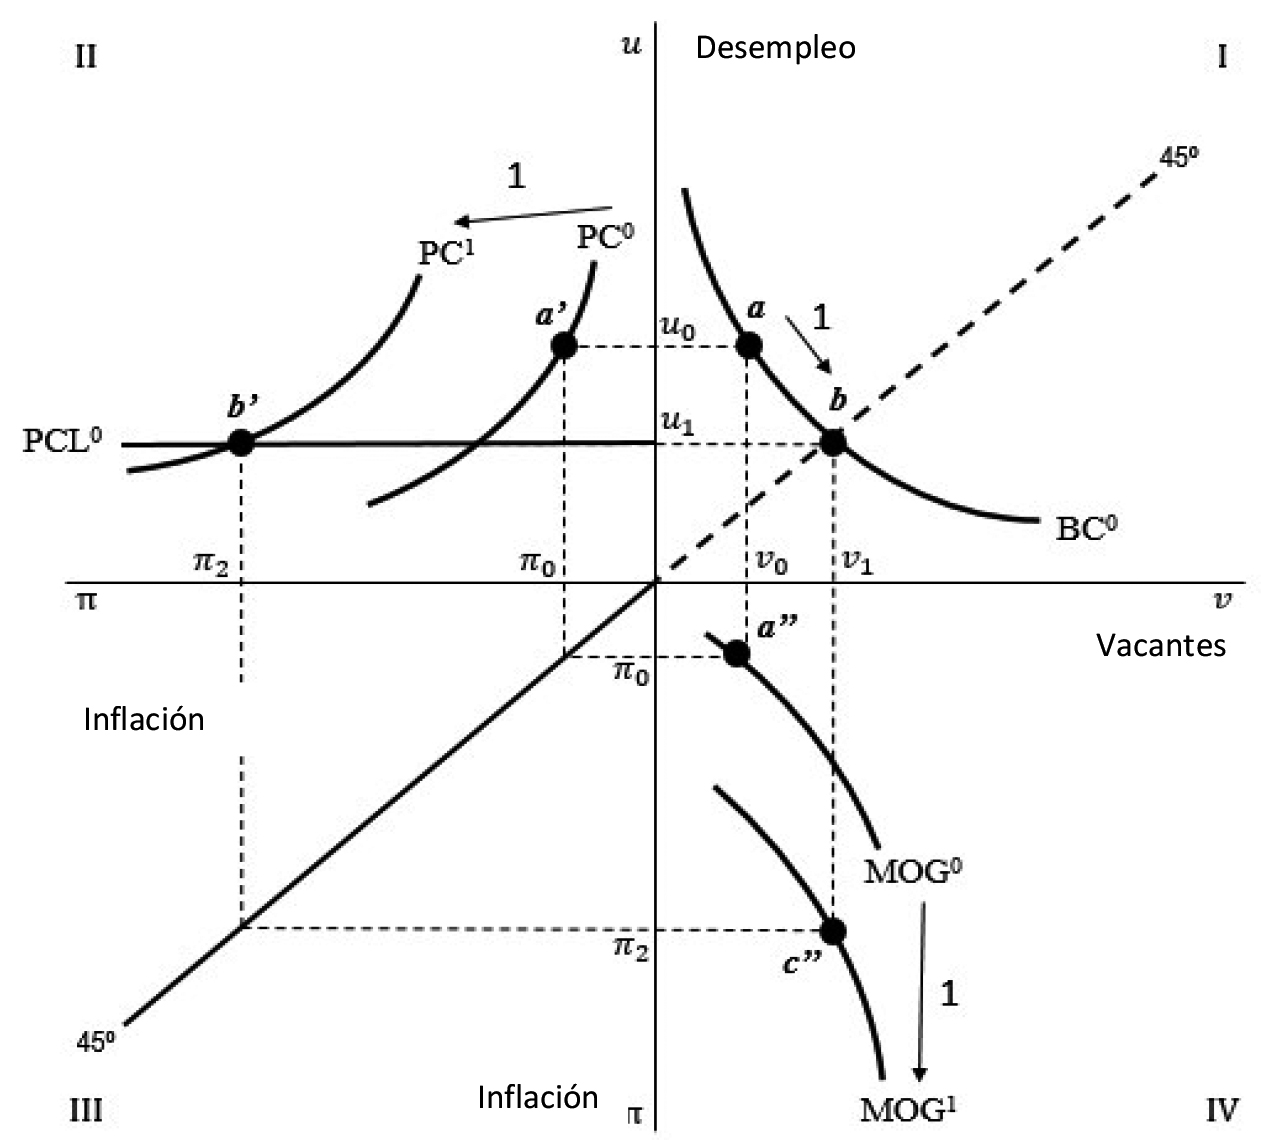 II
u
Desempleo
I
45º
1
PC¹
PC⁰
a’
u₀
a
1
b’
b
PCL⁰
u₁
BC⁰
π₂
π₀
v₀
v₁
π
v
a”
Vacantes
π₀
Inflación
MOG⁰
π₂
c”
1
45º
III
Inflación
π
MOG¹
IV